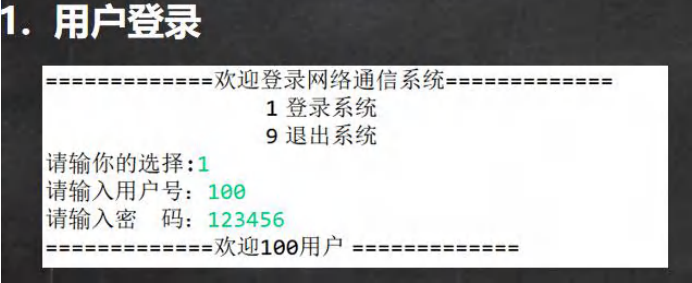 1. 用户登录
=============欢迎登录网络通信系统=============
1 登录系统
9 退出系统
请输你的选择:1
请输入用户号：100
请输入密　码：123456
=============欢迎100用户 =============